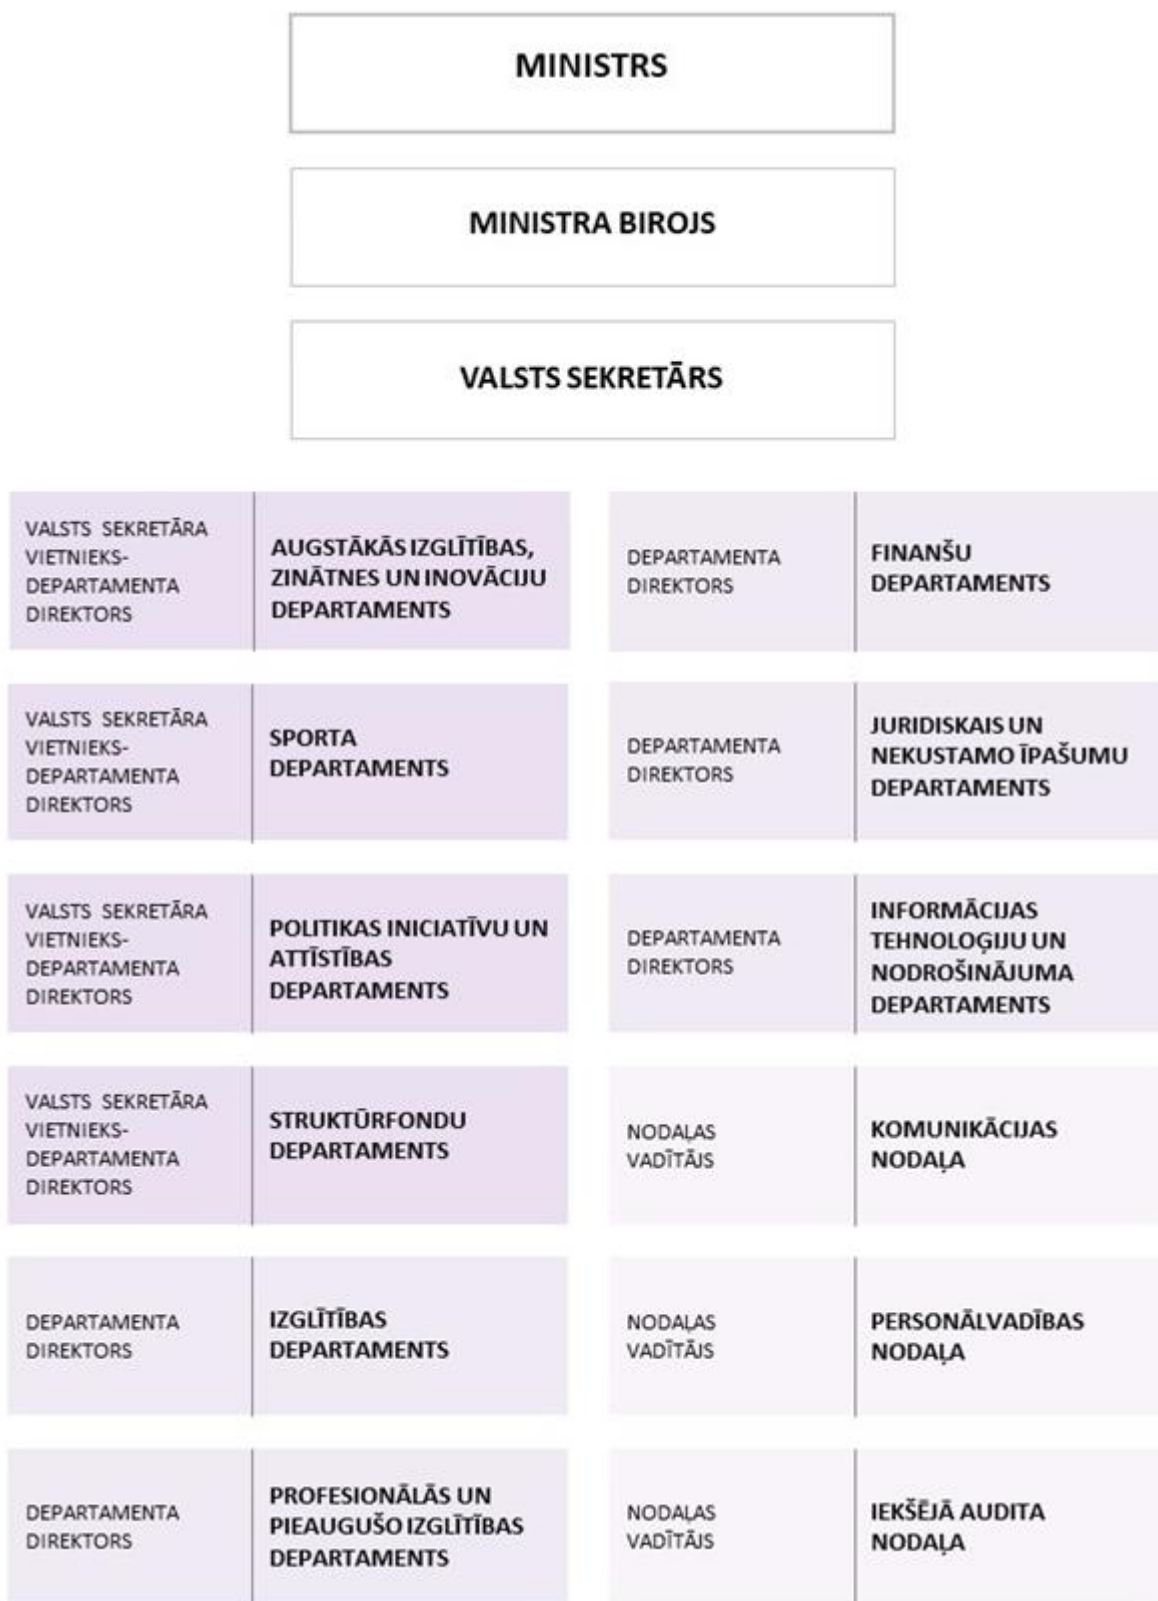 MINISTRS
MINISTRA BIROJS
VALSTS SEKRETĀRS
VALSTS SEKRETĀRA
VIETNIEKS-
DEPARTAMENTA
DIREKTORS
AUGSTĀKĀS IZGLĪTĪBAS,
ZINĀTNES UN INOVĀCIJU
DEPARTAMENTS
DEPARTAMENTA
DIREKTORS
FINANŠU
DEPARTAMENTS
VALSTS SEKRETĀRA
VIETNIEKS-
DEPARTAMENTA
DIREKTORS
SPORTA
DEPARTAMENTS
DEPARTAMENTA
DIREKTORS
JURIDISKAIS UN
NEKUSTAMO ĪPAŠUMU
DEPARTAMENTS
VALSTS SEKRETĀRA
VIETNIEKS-
DEPARTAMENTA
DIREKTORS
POLITIKAS INICIATĪVU UN
ATTĪSTĪBAS
DEPARTAMENTS
DEPARTAMENTA
DIREKTORS
INFORMĀCIJAS
TEHNOLOĢIJU UN
NODROŠINĀJUMA
DEPARTAMENTS
VALSTS SEKRETĀRA
VIETNIEKS-
DEPARTAMENTA
DIREKTORS
STRUKTŪRFONDU
DEPARTAMENTS
NODAĻAS
VADĪTĀJS
KOMUNIKĀCIJAS
NODAĻA
DEPARTAMENTA
DIREKTORS
IZGLĪTĪBAS
DEPARTAMENTS
NODAĻAS
VADĪTĀJS
PERSONĀLVADĪBAS
NODAĻA
DEPARTAMENTA
DIREKTORS
PROFESIONĀLĀS UN
PIEAUGUŠO IZGLĪTĪBAS
DEPARTAMENTS
NODAĻAS
VADĪTĀJS
IEKŠĒJĀ AUDITA
NODAĻA